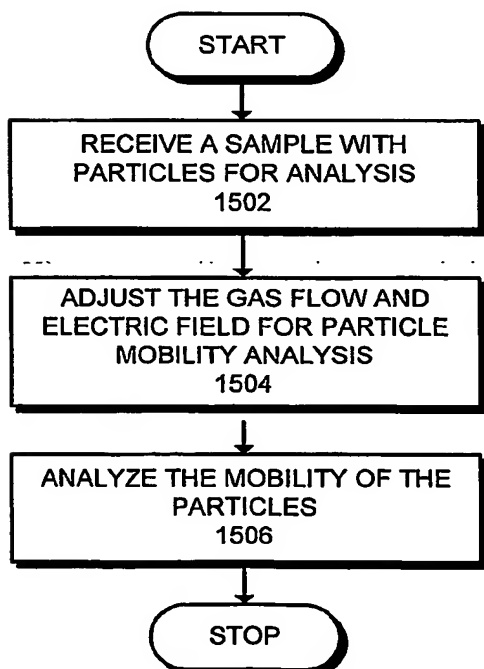 START
RECEIVE A SAMPLE WITH
PARTICLES FOR ANALYSIS
1502
ADJUST THE GAS FLOW AND
ELECTRIC FIELD FOR PARTICLE
MOBILITY ANALYSIS
1504
ANALYZE THE MOBILITY OF THE
PARTICLES
1506
STOP